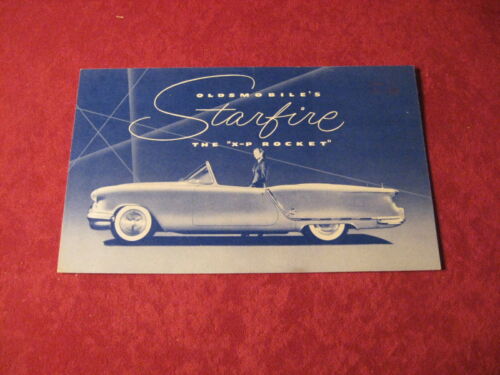 OLDSMOBILE'S
Starfire
THE "X-P ROCKET"